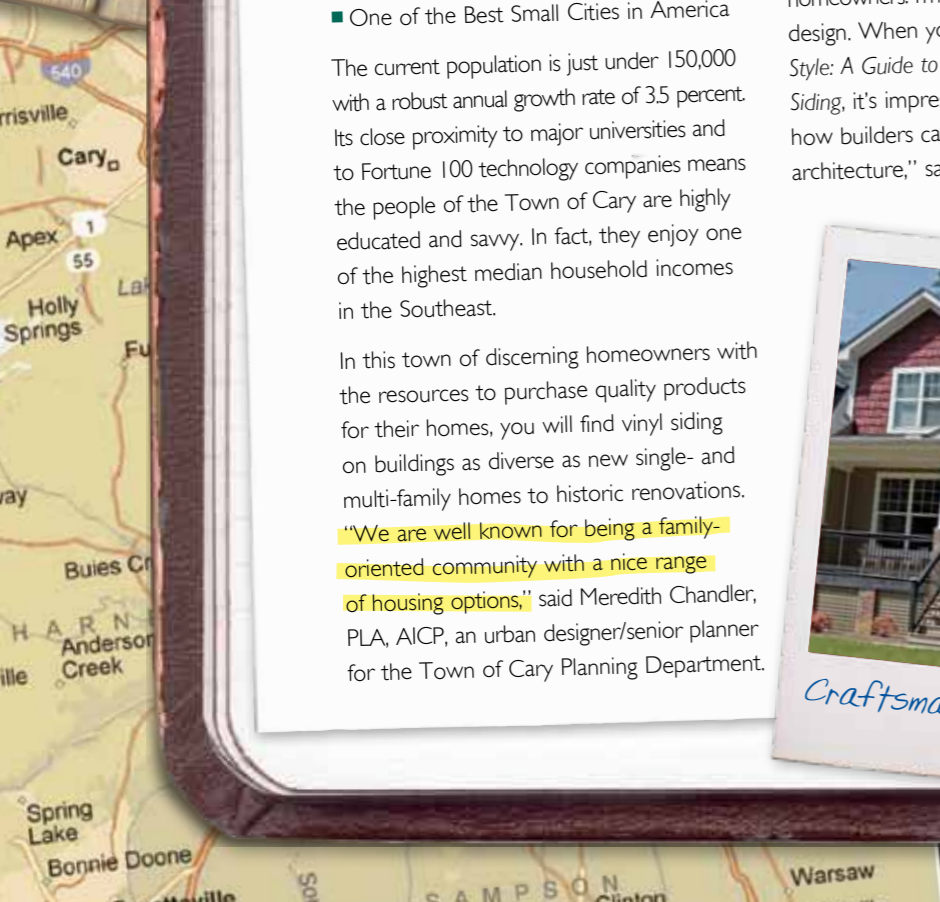 One of the Best Small Cities in America
The current population is just under 150,000
with a robust annual growth rate of 3.5 percent.
Its close proximity to major universities and
to Fortune 100 technology companies means
the people of the Town of Cary are highly
educated and savvy. In fact, they enjoy one
of the highest median household incomes
in the Southeast.
In this town of discerning homeowners with
the resources to purchase quality products
for their homes, you will find vinyl siding
on buildings as diverse as new single- and
multi-family homes to historic renovations.
“We are well known for being a family-
oriented community with a nice range
of housing options,” said Meredith Chandler,
PLA, AICP, an urban designer/senior planner
for the Town of Cary Planning Department.
homeowners.
design. When
Style: A Guide to
Siding, it’s
how builders
architecture,”
540
Cary
Apex
1
55
Holly
Springs
Buies
HARN
Anderson
Creek
Spring
Lake
Bonnie Doone
SAMPSON
Clinton
Warsaw